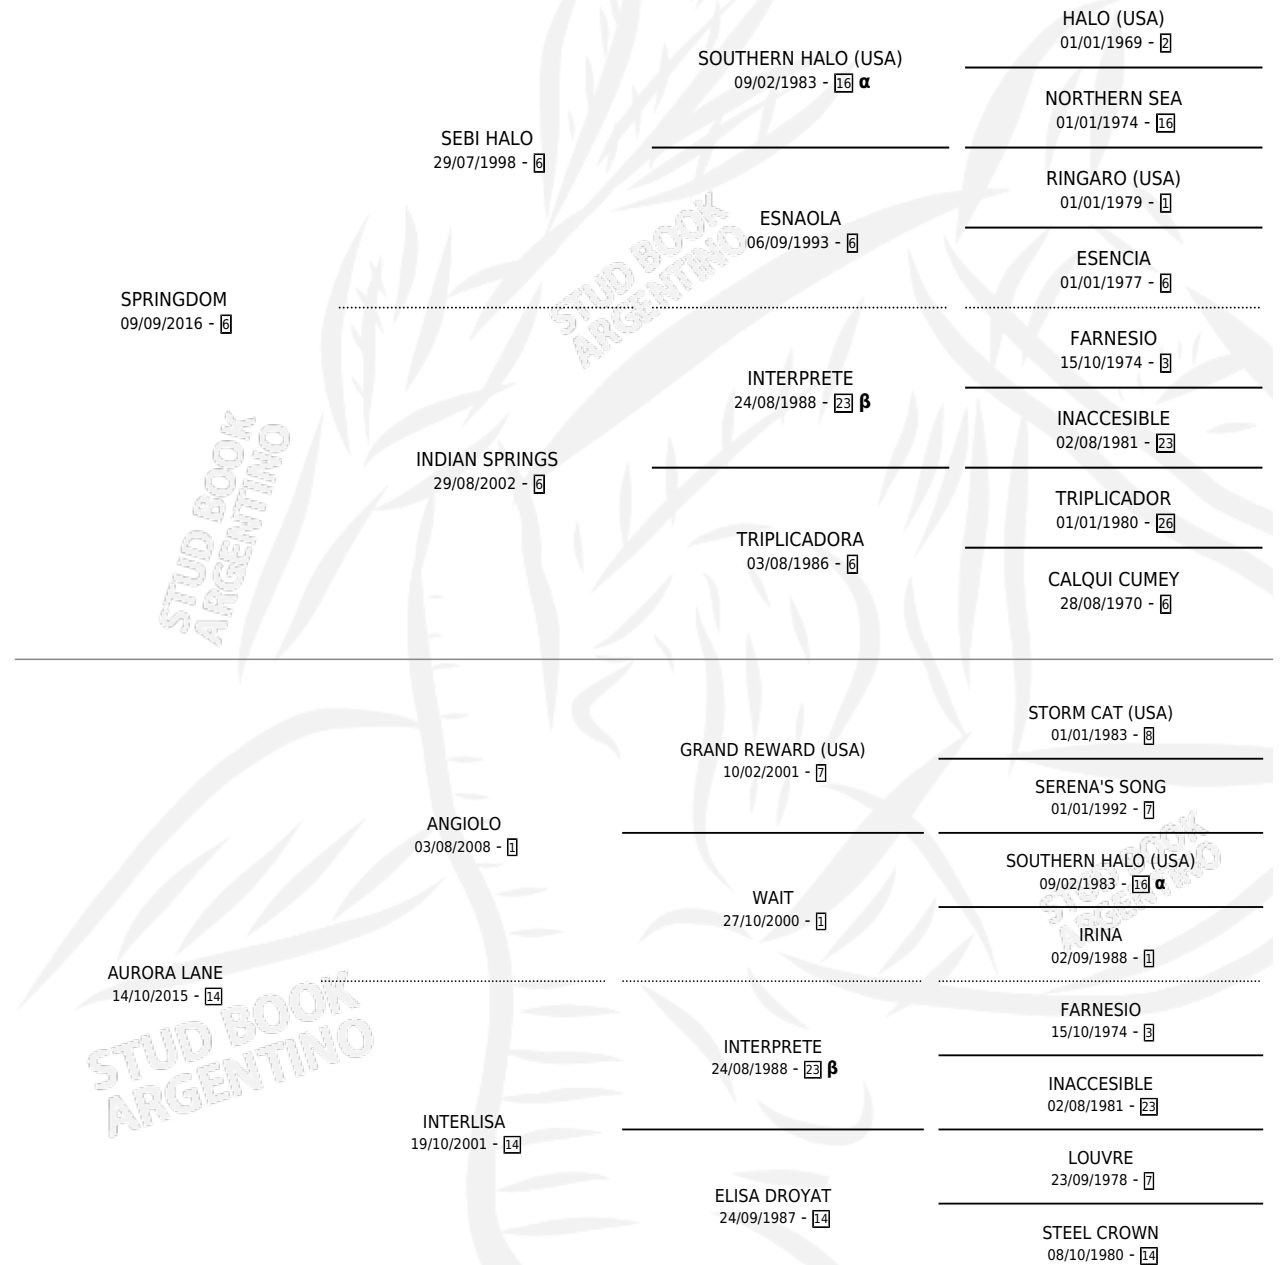 HALO (USA)
01/01/1969 - 2
SOUTHERN HALO (USA)
09/02/1983 - 16 α
NORTHERN SEA
01/01/1974 - 16
SEBI HALO
29/07/1998 - 6
RINGARO (USA)
01/01/1979 - 1
ESNAOLA
06/09/1993 - 6
ESENCIA
01/01/1977 - 6
STUD BOOK
ARGENTINO
SPRINGDOM
09/09/2016 - 6
FARNESIO
15/10/1974 - 3
INTERPRETE
24/08/1988 - 23 β
INACCESIBLE
02/08/1981 - 23
INDIAN SPRINGS
29/08/2002 - 6
TRIPLICADOR
01/01/1980 - 26
TRIPLICADORA
03/08/1986 - 6
CALQUI CUMEY
28/08/1970 - 6
STUD BOOK
ARGENTINO
STORM CAT (USA)
01/01/1983 - 8
GRAND REWARD (USA)
10/02/2001 - 7
SERENA'S SONG
01/01/1992 - 7
ANGIOLO
03/08/2008 - 1
SOUTHERN HALO (USA)
09/02/1983 - 16 α
STUD BOOK
ARGENTINO
WAIT
27/10/2000 - 1
IRINA
02/09/1988 - 1
AURORA LANE
14/10/2015 - 14
STUD BOOK
ARGENTINO
FARNESIO
15/10/1974 - 3
INTERPRETE
24/08/1988 - 23 β
INACCESIBLE
02/08/1981 - 23
INTERLISA
19/10/2001 - 14
LOUVRE
23/09/1978 - 7
ELISA DROYAT
24/09/1987 - 14
STEEL CROWN
08/10/1980 - 14